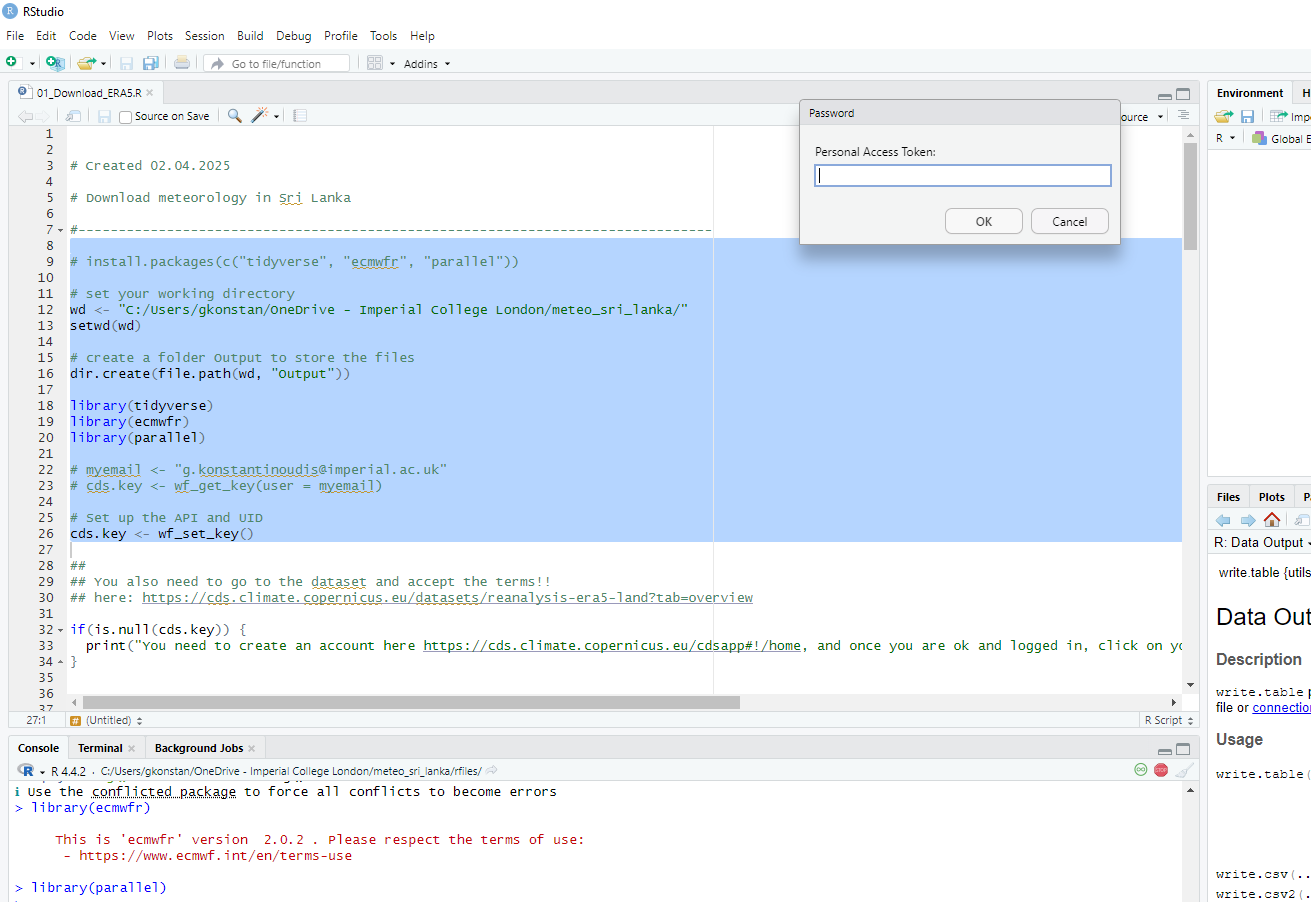 RStudio
File Edit Code View Plots Session Build Debug Profile Tools Help
Go to file/function Addins
01_Download_ERA5.R
Source on Save
1
2
3 # Created 02.04.2025
4
5 # Download meteorology in Sri Lanka
6
7 #-------------------------------------------------------------------------------
8
9 # install.packages(c("tidyverse", "ecmwfr", "parallel"))
10
11 # set your working directory
12 wd <- "C:/Users/gkonstan/OneDrive - Imperial College London/meteo_sri_lanka/"
13 setwd(wd)
14
15 # create a folder Output to store the files
16 dir.create(file.path(wd, "Output"))
17
18 library(tidyverse)
19 library(ecmwfr)
20 library(parallel)
21
22 # myemail <- "g.konstantinoudis@imperial.ac.uk"
23 # cds.key <- wf_get_key(user = myemail)
24
25 # Set up the API and UID
26 cds.key <- wf_set_key()
27
28 ##
29 ## You also need to go to the dataset and accept the terms!!
30 ## here: https://cds.climate.copernicus.eu/datasets/reanalysis-era5-land?tab=overview
31
32 if(is.null(cds.key)) {
33 print("You need to create an account here https://cds.climate.copernicus.eu/cdsapp#!/home, and once you are ok and logged in, click on yo
34 }
35
36
37
27:1 (Untitled) R Script
Password
Personal Access Token:
OK Cancel
ource
Console Terminal Background Jobs
R 4.4.2 · C:/Users/gkonstan/OneDrive - Imperial College London/meteo_sri_lanka/rfiles/
STOP
i Use the conflicted package to force all conflicts to become errors
> library(ecmwfr)
This is 'ecmwfr' version 2.0.2 . Please respect the terms of use:
- https://www.ecmwf.int/en/terms-use
> library(parallel)
Environment H
Impo
R Global E
Files Plots Pa
R: Data Output
write.table {utils
Data Out
Description
write.table p
file or connection
Usage
write.table(
write.csv(..
write.csv2(.